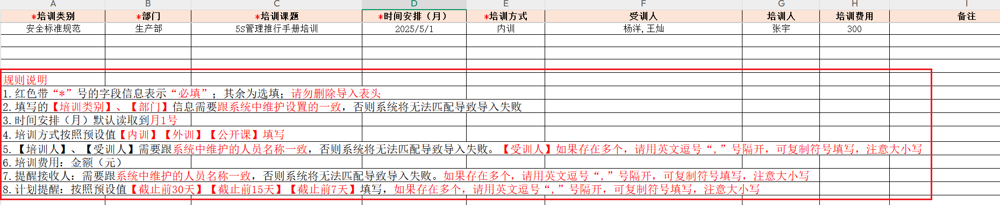 A B C D E F G H I
*培训类别 *部门 *培训课题 *时间安排（月） *培训方式 受训人 培训人 培训费用 备注
安全标准规范 生产部 5S管理推行手册培训 2025/5/1 内训 杨洋,王灿 张宇 300
规则说明
1.红色带“*”号的字段信息表示“必填”；其余为选填；请勿删除导入表头
2.填写的【培训类别】、【部门】信息需要跟系统中维护设置的一致，否则系统将无法匹配导致导入失败
3.时间安排（月）默认读取到月1号
4.培训方式按照预设值【内训】【外训】【公开课】填写
5.【培训人】、【受训人】需要跟系统中维护的人员名称一致，否则系统将无法匹配导致导入失败。【受训人】如果存在多个，请用英文逗号“,”号隔开，可复制符号填写，注意大小写
6.培训费用：金额（元）
7.提醒接收人：需要跟系统中维护的人员名称一致，否则系统将无法匹配导致导入失败。如果存在多个，请用英文逗号“,”号隔开，可复制符号填写，注意大小写
8.计划提醒：按照预设值【截止前30天】【截止前15天】【截止前7天】填写，如果存在多个，请用英文逗号“,”号隔开，可复制符号填写，注意大小写